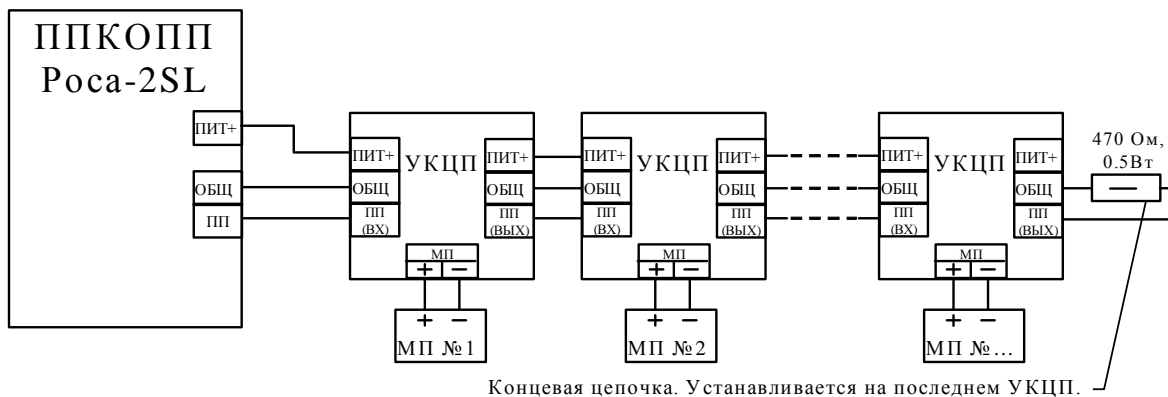 ППКОПП
Роса-2SL
ПИТ+
ОБЩ
ПП
ПИТ+
ОБЩ
ПП
(ВХ)
УКЦП
ПИТ+
ОБЩ
ПП
(ВЫХ)
МП
+ −
+ −
МП №1
ПИТ+
ОБЩ
ПП
(ВХ)
УКЦП
ПИТ+
ОБЩ
ПП
(ВЫХ)
МП
+ −
+ −
МП №2
ПИТ+
ОБЩ
ПП
(ВХ)
УКЦП
ПИТ+
ОБЩ
ПП
(ВЫХ)
МП
+ −
+ −
МП №...
470 Ом,
0.5Вт
Концевая цепочка. Устанавливается на последнем УКЦП.